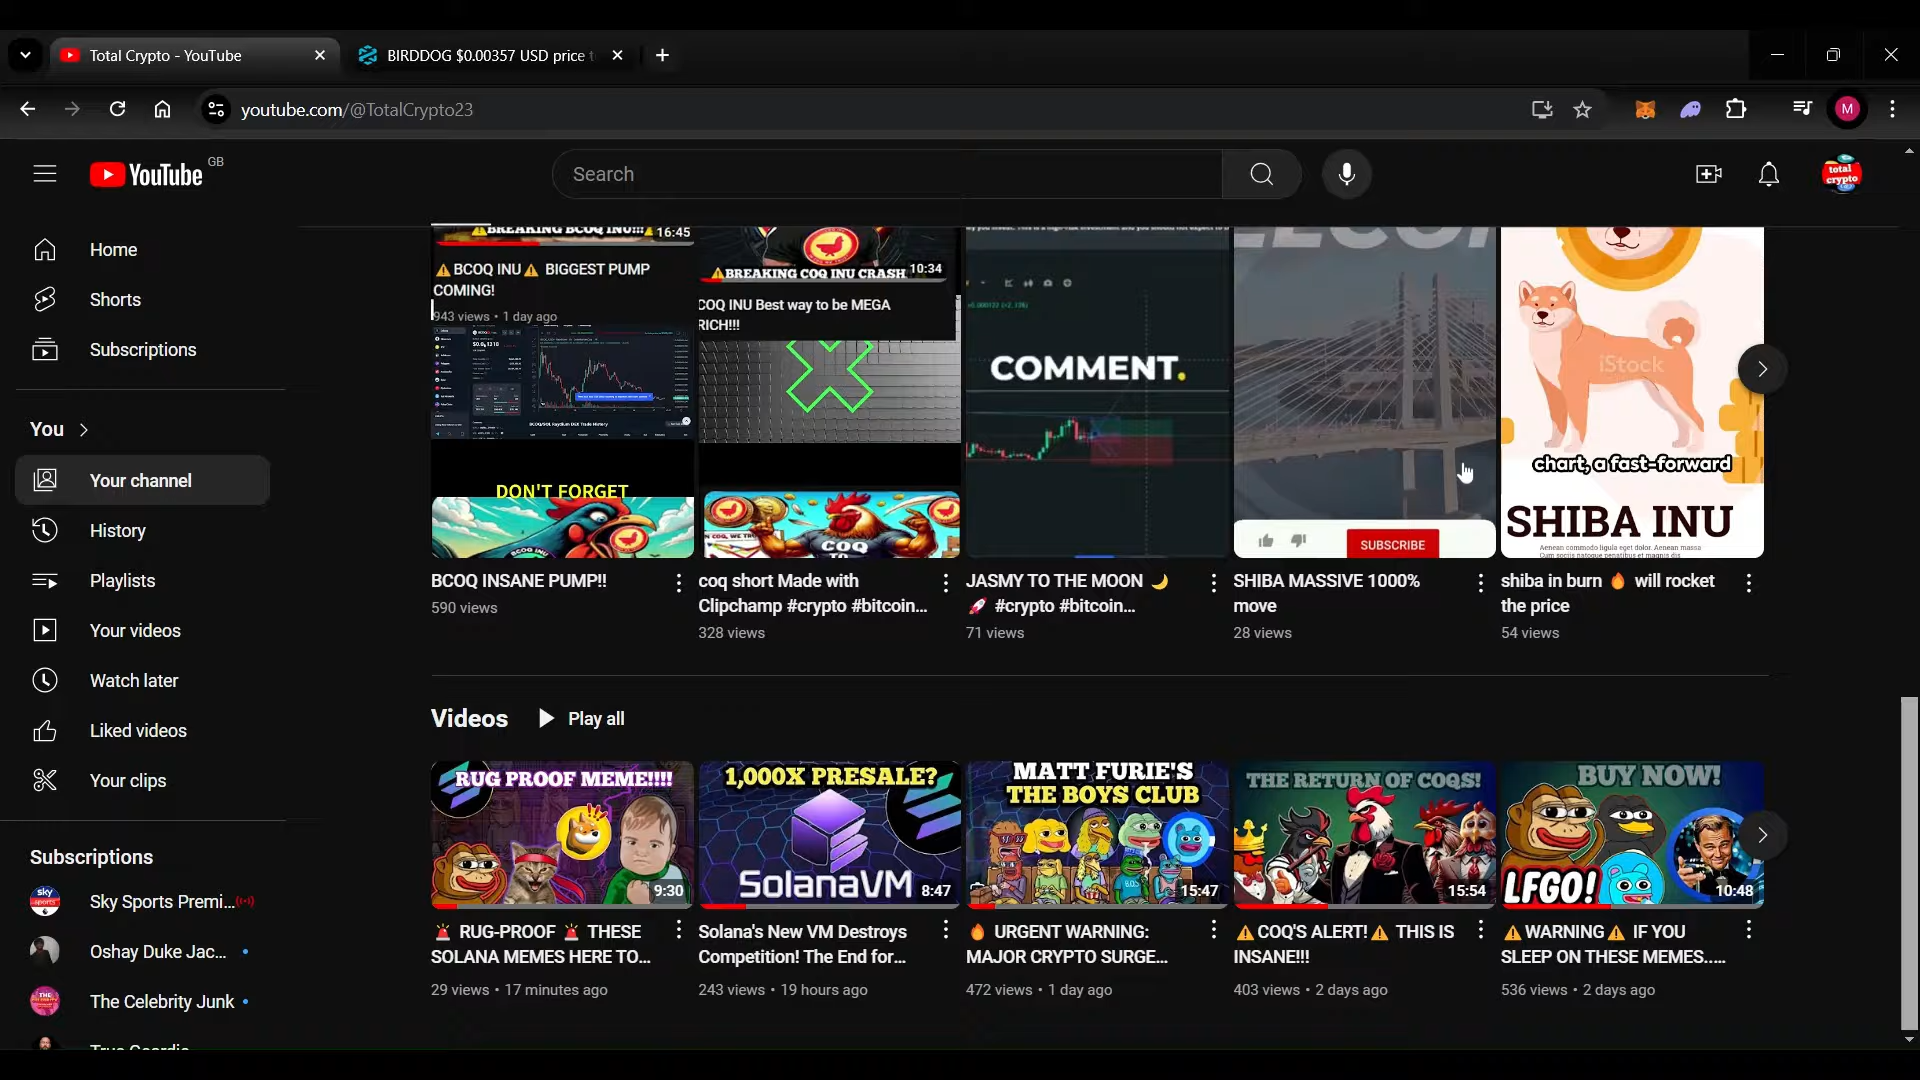 Total Crypto - YouTube
BIRDDOG $0.00357 USD price t
youtube.com/@TotalCrypto23
M
YouTube GB
Search
total crypto
Home
Shorts
Subscriptions
You
Your channel
History
Playlists
Your videos
Watch later
Liked videos
Your clips
Subscriptions
Sky Sports Premi...
Oshay Duke Jac...
The Celebrity Junk
⚠BREAKING BCOQ INU!!!⚠ 16:45
⚠BCOQ INU⚠ BIGGEST PUMP
COMING!
943 views • 1 day ago
DON'T FORGET
⚠BREAKING COQ INU CRASH 10:34
COQ INU Best way to be MEGA
RICH!!!
COQ
TO
COMMENT.
SUBSCRIBE
iStock
chart, a fast-forward
SHIBA INU
BCOQ INSANE PUMP!!
590 views
coq short Made with
Clipchamp #crypto #bitcoin...
328 views
JASMY TO THE MOON 🌙
🚀 #crypto #bitcoin...
71 views
SHIBA MASSIVE 1000%
move
28 views
shiba in burn 🔥 will rocket
the price
54 views
Videos
Play all
RUG PROOF MEME!!!!
9:30
1,000X PRESALE?
SolanaVM
8:47
MATT FURIE'S
THE BOYS CLUB
15:47
THE RETURN OF COQS!
15:54
BUY NOW!
LFGO!
10:48
🚨 RUG-PROOF 🚨 THESE
SOLANA MEMES HERE TO...
29 views • 17 minutes ago
Solana's New VM Destroys
Competition! The End for...
243 views • 19 hours ago
🔥 URGENT WARNING:
MAJOR CRYPTO SURGE...
472 views • 1 day ago
⚠COQ'S ALERT!⚠ THIS IS
INSANE!!!
403 views • 2 days ago
⚠WARNING⚠ IF YOU
SLEEP ON THESE MEMES.....
536 views • 2 days ago